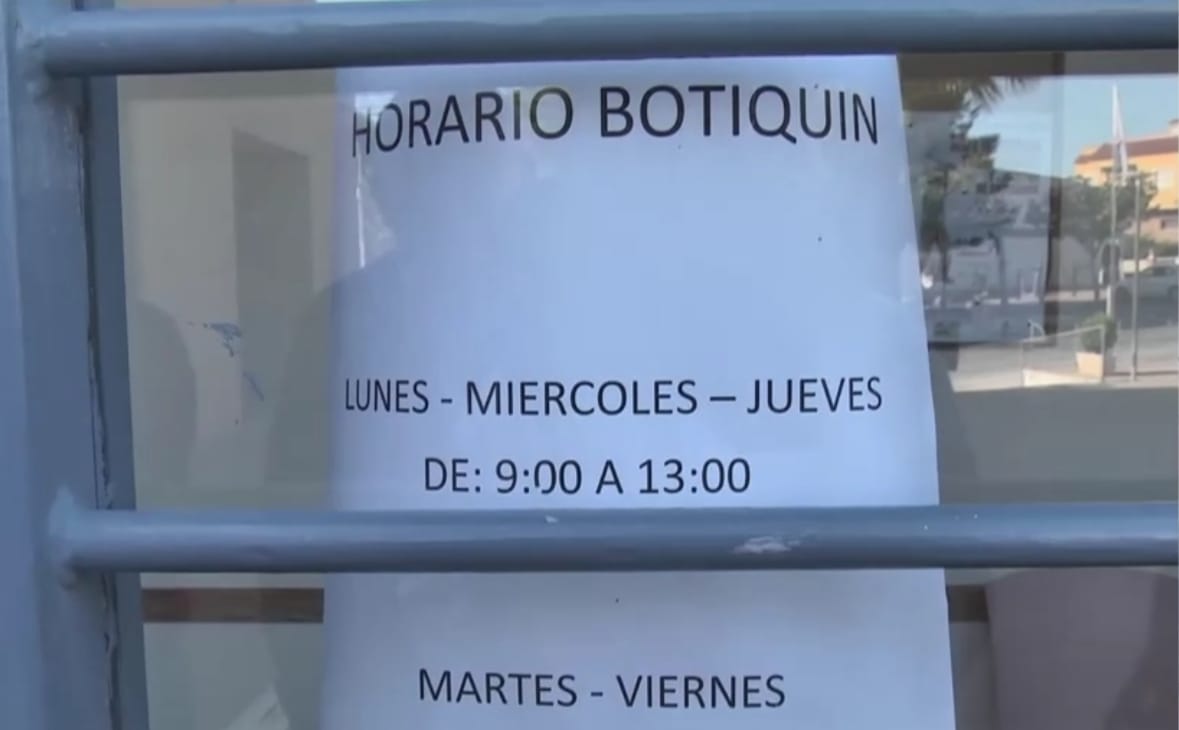 HORARIO BOTIQUIN
LUNES - MIERCOLES – JUEVES
DE: 9:00 A 13:00
MARTES - VIERNES